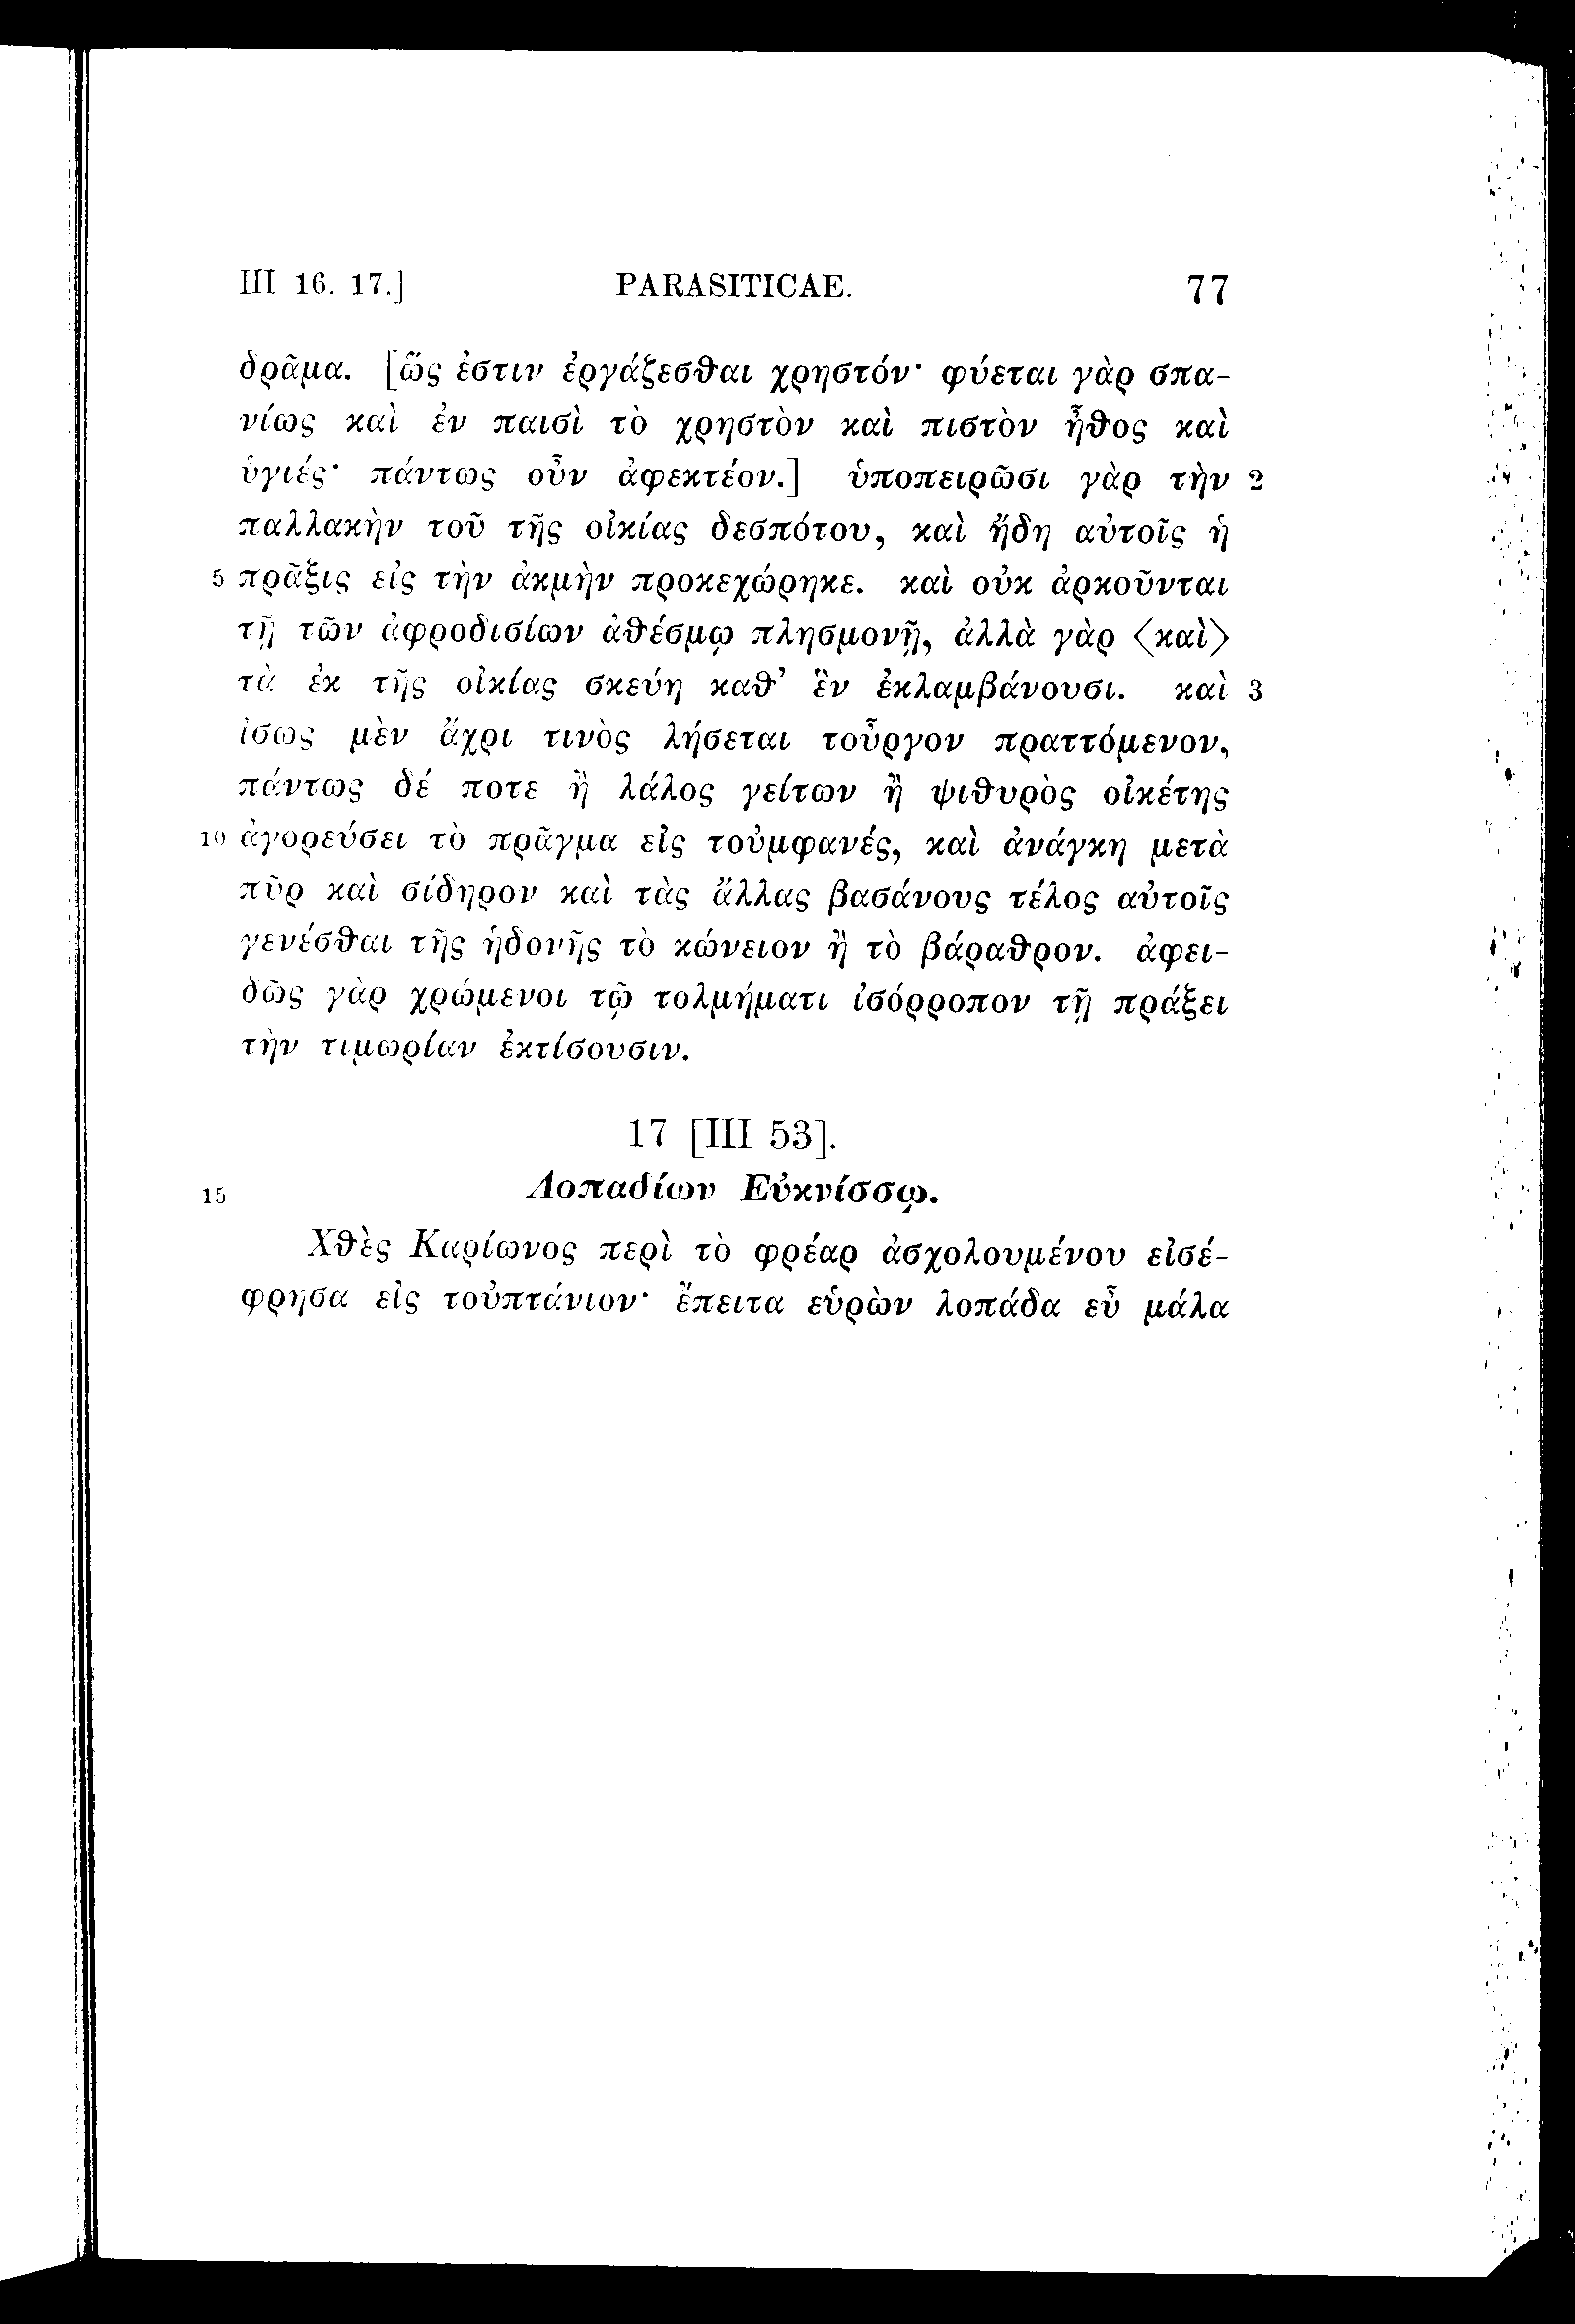 III 16. 17.] PARASITICAE. 77
δρᾶμα. [ὥς ἐστιν ἐργάζεσθαι χρηστόν· φύεται γὰρ σπα-
νίως καὶ ἐν παισὶ τὸ χρηστὸν καὶ πιστὸν ἦθος καὶ
ὑγιές· πάντως οὖν ἀφεκτέον.] ὑποπειρῶσι γὰρ τὴν 2
παλλακὴν τοῦ τῆς οἰκίας δεσπότου, καὶ ἤδη αὐτοῖς ἡ
5 πρᾶξις εἰς τὴν ἀκμὴν προκεχώρηκε. καὶ οὐκ ἀρκοῦνται
τῇ τῶν ἀφροδισίων ἀθέσμῳ πλησμονῇ, ἀλλὰ γὰρ ⟨καὶ⟩
τὰ ἐκ τῆς οἰκίας σκεύη καθ’ ἓν ἐκλαμβάνουσι. καὶ 3
ἴσως μὲν ἄχρι τινὸς λήσεται τοὖργον πραττόμενον,
πάντως δέ ποτε ἢ λάλος γείτων ἢ ψιθυρὸς οἰκέτης
10 ἀγορεύσει τὸ πρᾶγμα εἰς τοὐμφανές, καὶ ἀνάγκη μετὰ
πῦρ καὶ σίδηρον καὶ τὰς ἄλλας βασάνους τέλος αὐτοῖς
γενέσθαι τῆς ἡδονῆς τὸ κώνειον ἢ τὸ βάραθρον. ἀφει-
δῶς γὰρ χρώμενοι τῷ τολμήματι ἰσόρροπον τῇ πράξει
τὴν τιμωρίαν ἐκτίσουσιν.
17 [III 53].
15 Λοπαδίων Εὐκνίσσῳ.
Χθὲς Καρίωνος περὶ τὸ φρέαρ ἀσχολουμένου εἰσέ-
φρησα εἰς τοὐπτάνιον· ἔπειτα εὑρὼν λοπάδα εὖ μάλα